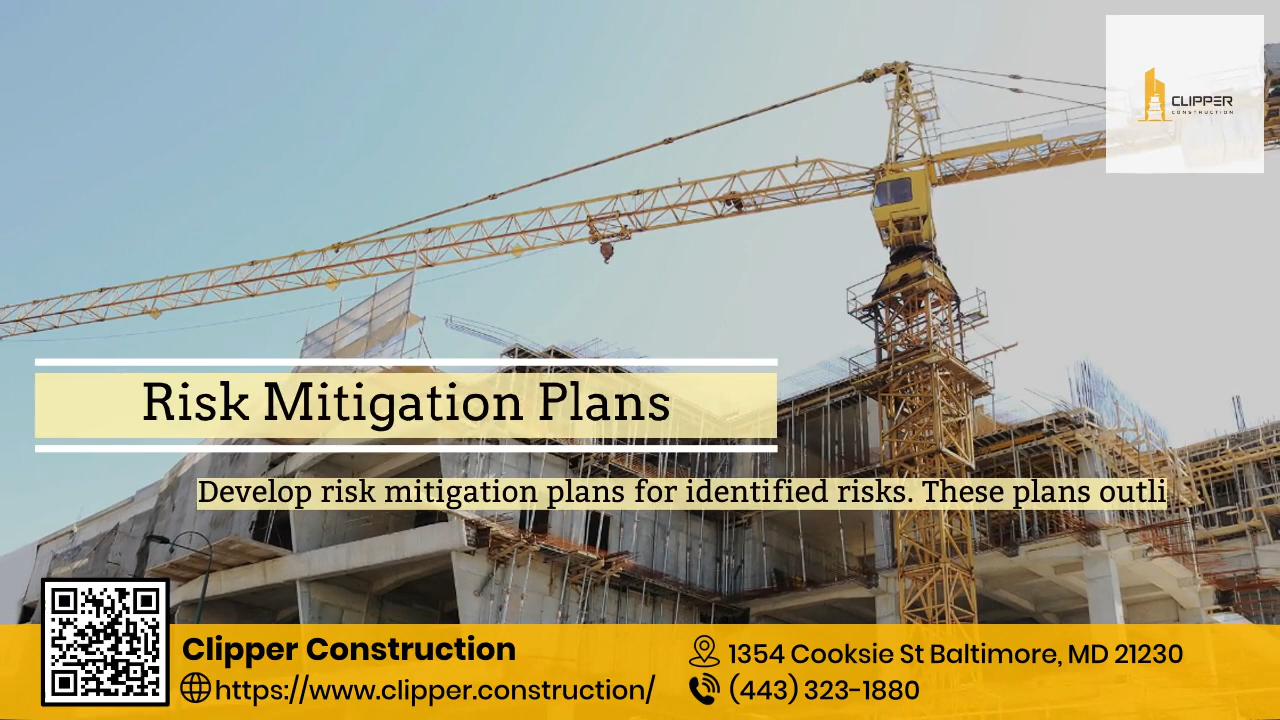 CLIPPER
CONSTRUCTION
Risk Mitigation Plans
Develop risk mitigation plans for identified risks. These plans outli
Clipper Construction
https://www.clipper.construction/
1354 Cooksie St Baltimore, MD 21230
(443) 323-1880